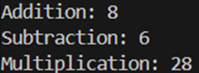 Addition: 8
Subtraction: 6
Multiplication: 28